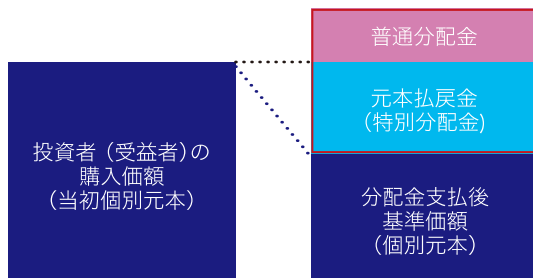 普通分配金
元本払戻金
(特別分配金)
投資者(受益者)の
購入価額
(当初個別元本)
分配金支払後
基準価額
(個別元本)